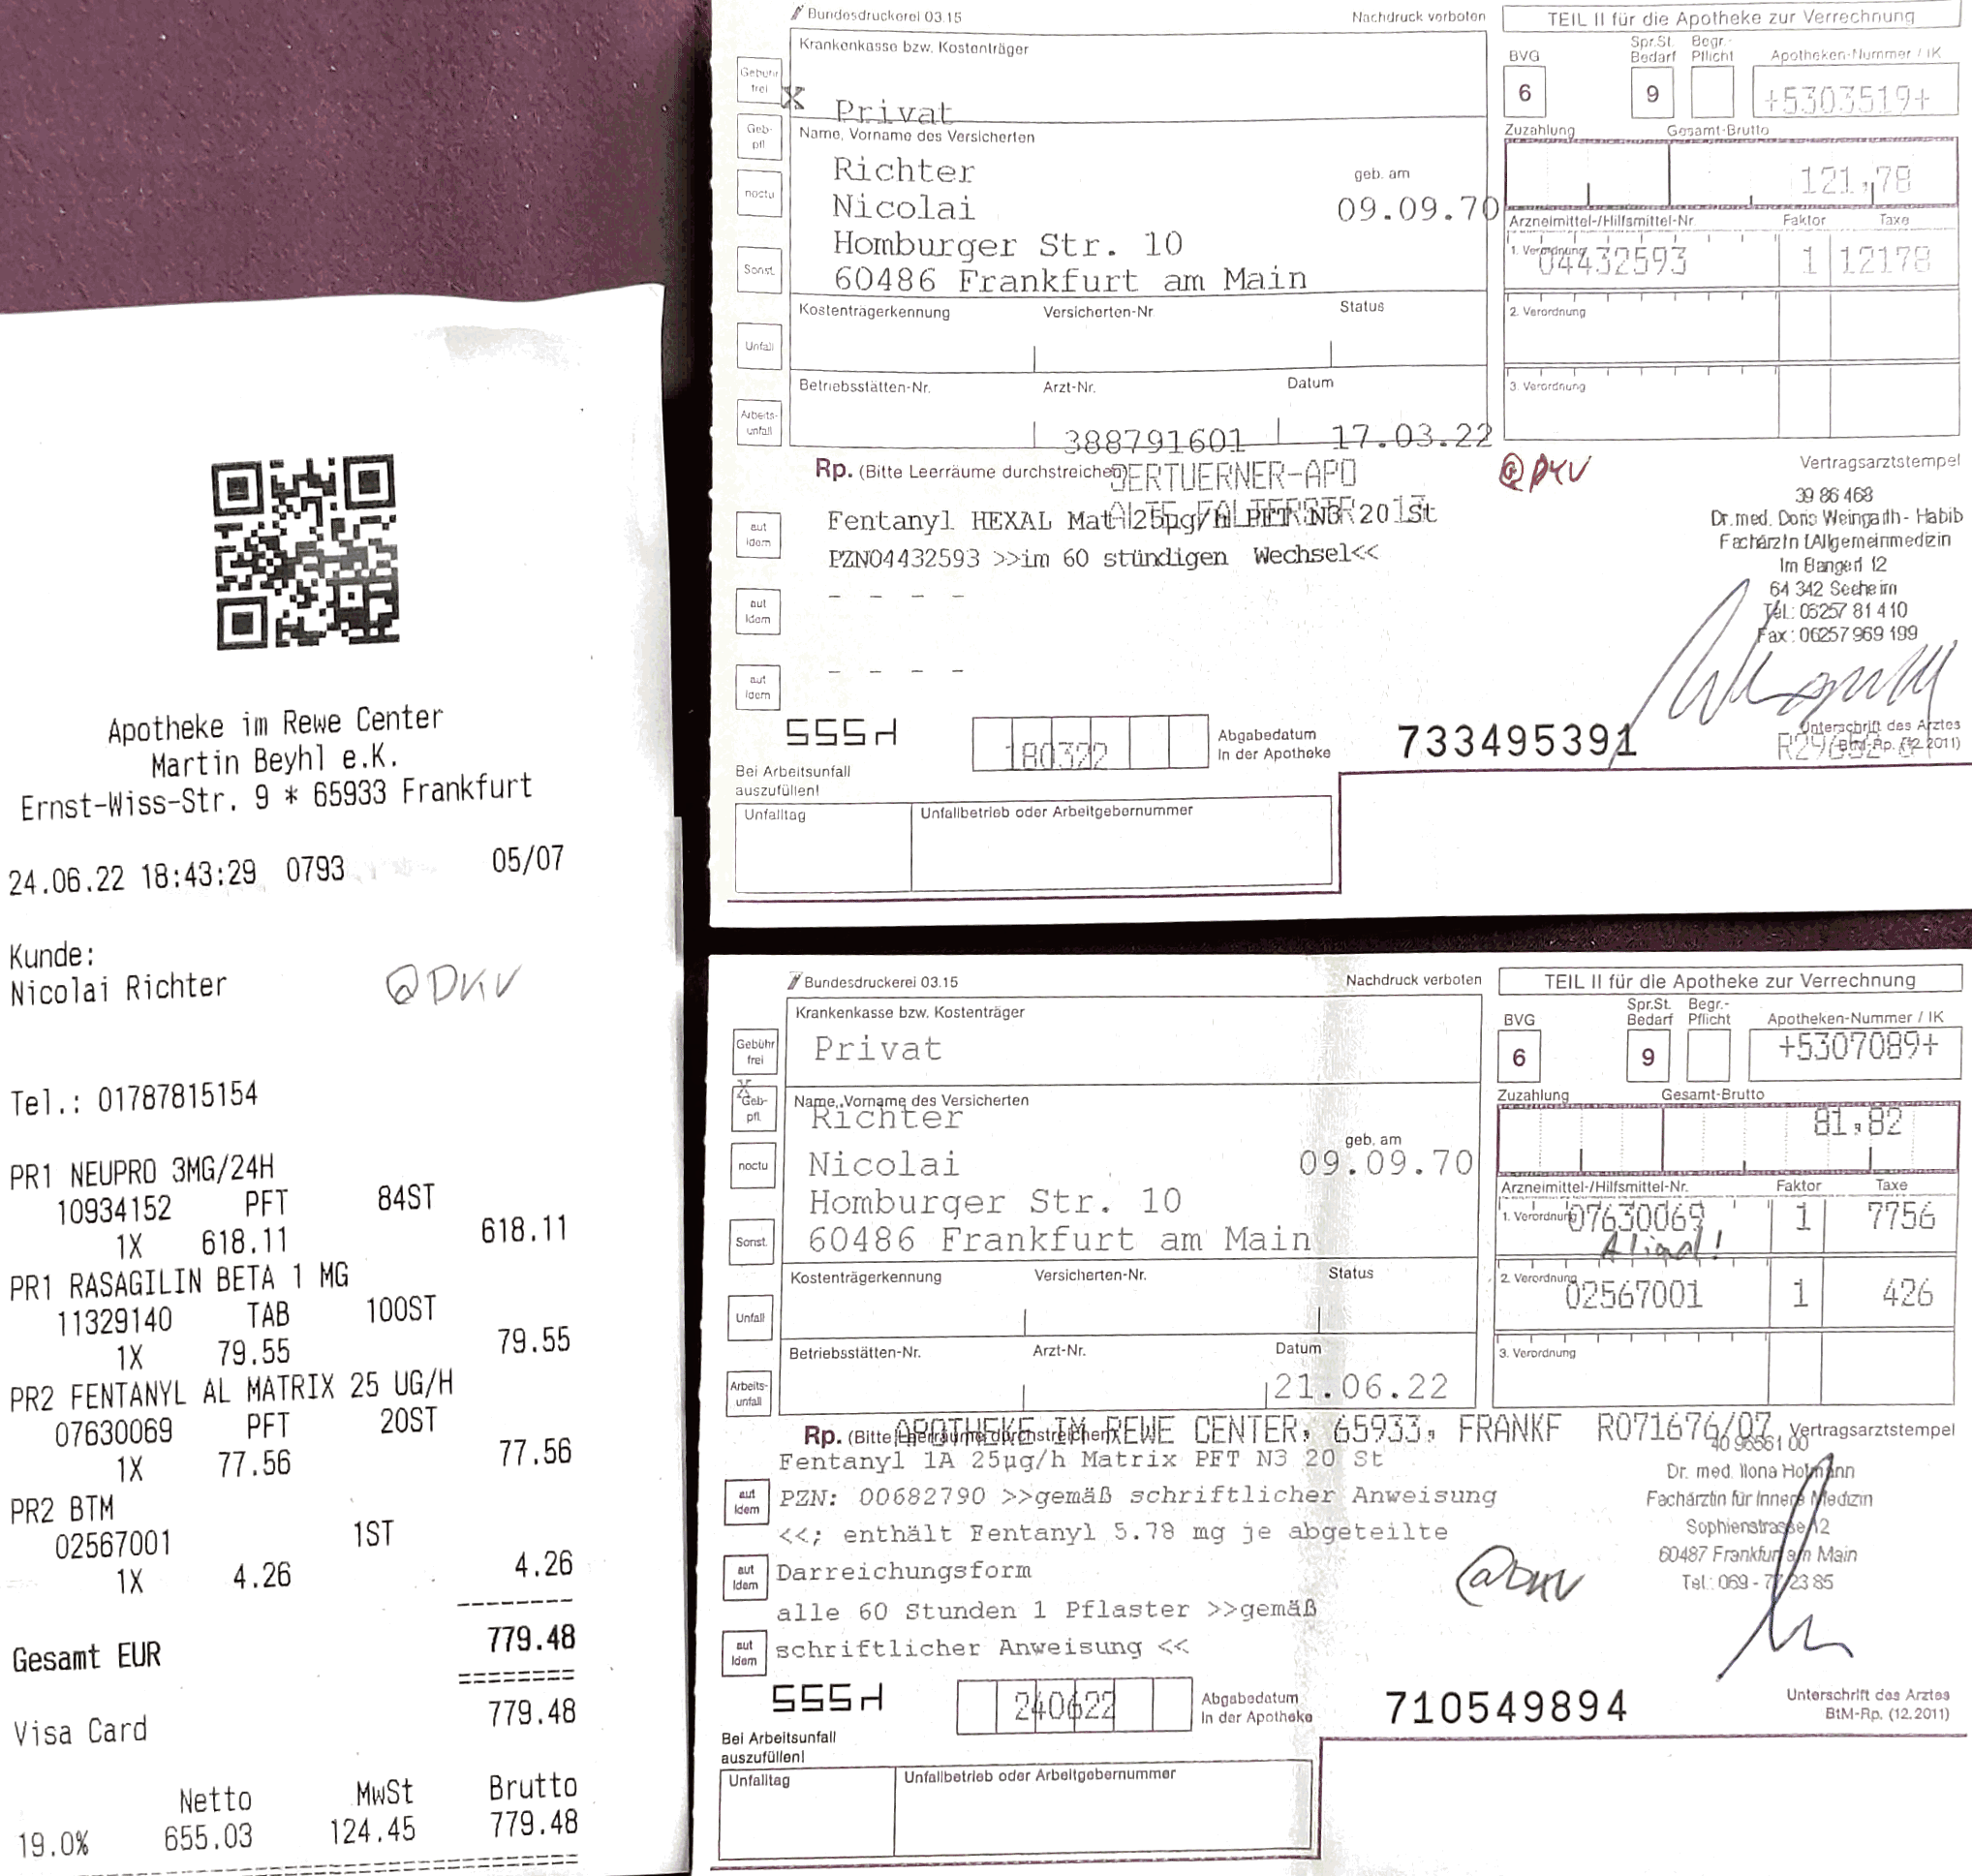 Apotheke im Rewe Center
Martin Beyhl e.K.
Ernst-Wiss-Str. 9 * 65933 Frankfurt
24.06.22 18:43:29 0793 05/07
Kunde:
Nicolai Richter
@DKV
Tel.: 01787815154
PR1 NEUPRO 3MG/24H
10934152 PFT 84ST
1X 618.11 618.11
PR1 RASAGILIN BETA 1 MG
11329140 TAB 100ST
1X 79.55 79.55
PR2 FENTANYL AL MATRIX 25 UG/H
07630069 PFT 20ST
1X 77.56 77.56
PR2 BTM
02567001 1ST
1X 4.26 4.26
Gesamt EUR 779.48
Visa Card 779.48
Netto MwSt Brutto
19.0% 655.03 124.45 779.48
Bundesdruckerei 03.15 Nachdruck verboten
TEIL II für die Apotheke zur Verrechnung
Krankenkasse bzw. Kostenträger
BVG Spr.St. Bedarf Begr.- Pflicht Apotheken-Nummer / IK
6 9 +5303519+
Gebühr frei
X Privat
Geb- pfl.
Name, Vorname des Versicherten
Zuzahlung Gesamt-Brutto
121,78
Richter
geb. am
noctu
Nicolai 09.09.70
Arzneimittel-/Hilfsmittel-Nr. Faktor Taxe
Homburger Str. 10
1. Verordnung 04432593 1 12178
Sonst.
60486 Frankfurt am Main
Kostenträgerkennung Versicherten-Nr. Status
2. Verordnung
Unfall
Betriebsstätten-Nr. Arzt-Nr. Datum
3. Verordnung
Arbeits- unfall
388791601 17.03.22
Rp. (Bitte Leerräume durchstreichen)
@DKV
Vertragsarztstempel
39 86 468
Dr. med. Doris Weingarth - Habib
Im Bangert 12
64 342 Seeheim
Tel.: 06257 81 410
Fax : 06257 969 199
aut idem
Fentanyl HEXAL Mat 25µg/h PFT N3 20 St
PZN04432593 >>im 60 stündigen Wechsel<<
aut idem
- - - -
aut idem
- - - -
180322
Abgabedatum
in der Apotheke
733495391
Unterschrift des Arztes
BtM-Rp. (12.2011)
Bei Arbeitsunfall
auszufüllen!
Unfalltag Unfallbetrieb oder Arbeitgebernummer
Bundesdruckerei 03.15 Nachdruck verboten
TEIL II für die Apotheke zur Verrechnung
Krankenkasse bzw. Kostenträger
BVG Spr.St. Bedarf Begr.- Pflicht Apotheken-Nummer / IK
6 9 +5307089+
Gebühr frei
Privat
X
Geb- pfl.
Name, Vorname des Versicherten
Zuzahlung Gesamt-Brutto
81,82
Richter
geb. am
noctu
Nicolai 09.09.70
Arzneimittel-/Hilfsmittel-Nr. Faktor Taxe
Homburger Str. 10
1. Verordnung 07630069 1 7756
Sonst.
60486 Frankfurt am Main
Kostenträgerkennung Versicherten-Nr. Status
2. Verordnung 02567001 1 426
Unfall
Betriebsstätten-Nr. Arzt-Nr. Datum
3. Verordnung
Arbeits- unfall
21.06.22
Rp. (Bitte Leerräume durchstreichen)
APOTHEKE IM REWE CENTER, 65933, FRANKF R071676/07
Vertragsarztstempel
Fentanyl 1A 25µg/h Matrix PFT N3 20 St
Dr. med. Ilona Hofmann
Fachärztin für Innere Medizin
Sophienstrasse 12
60487 Frankfurt am Main
aut idem
PZN: 00682790 >>gemäß schriftlicher Anweisung
<<; enthält Fentanyl 5.78 mg je abgeteilte
aut idem
Darreichungsform
@DKV
alle 60 Stunden 1 Pflaster >>gemäß
aut idem
schriftlicher Anweisung <<
240622
Abgabedatum
in der Apotheke
710549894
Unterschrift des Arztes
BtM-Rp. (12.2011)
Bei Arbeitsunfall
auszufüllen!
Unfalltag Unfallbetrieb oder Arbeitgebernummer